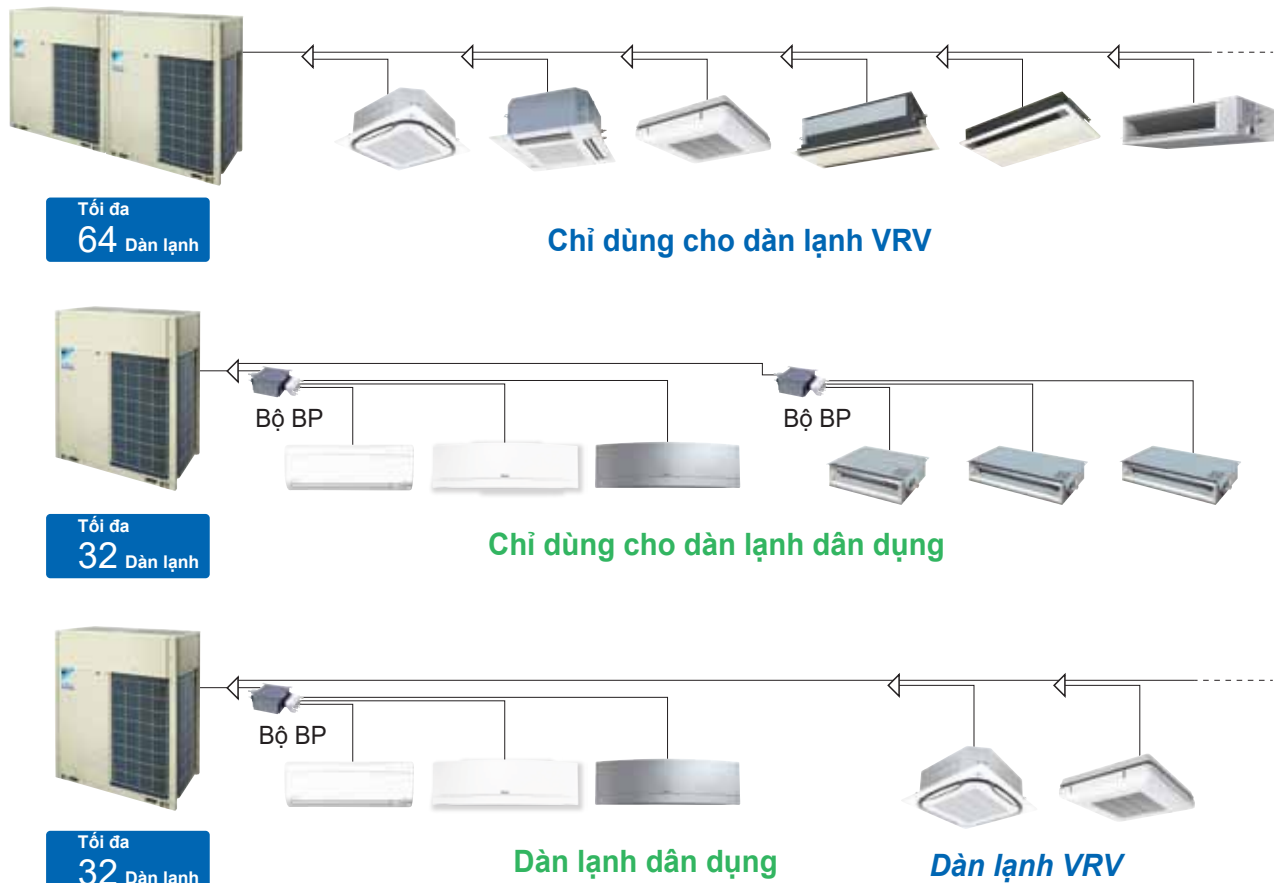 Tối đa
64 Dàn lạnh
Chỉ dùng cho dàn lạnh VRV
Bộ BP
Bộ BP
Tối đa
32 Dàn lạnh
Chỉ dùng cho dàn lạnh dân dụng
Bộ BP
Tối đa
32 Dàn lạnh
Dàn lạnh dân dụng
Dàn lạnh VRV